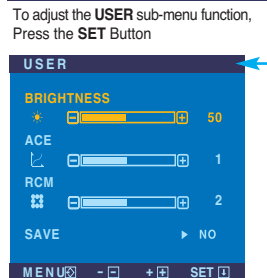 To adjust the USER sub-menu function,
Press the SET Button
USER
BRIGHTNESS
50
ACE
1
RCM
2
SAVE NO
MENU - + SET